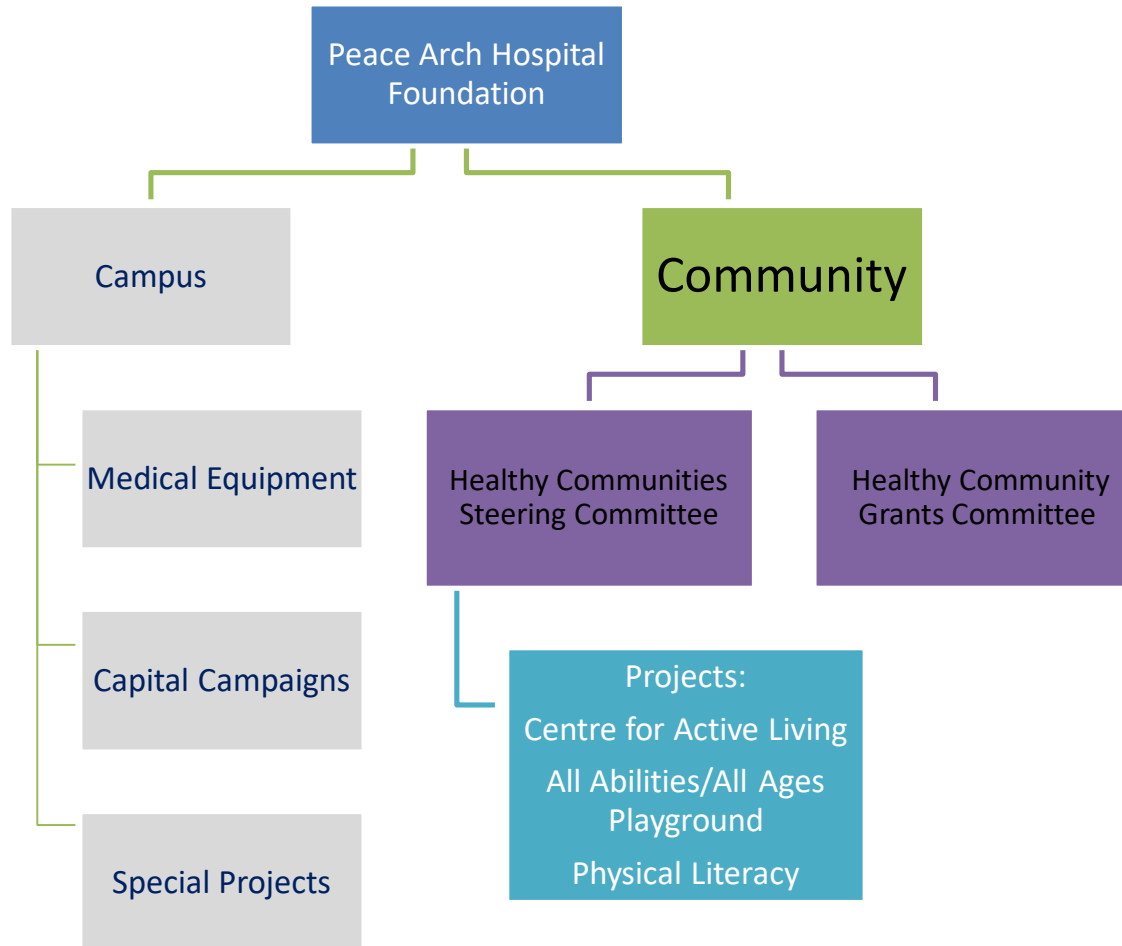 Peace Arch Hospital
Foundation
Campus
Community
Medical Equipment
Capital Campaigns
Special Projects
Healthy Communities
Steering Committee
Healthy Community
Grants Committee
Projects:
Centre for Active Living
All Abilities/All Ages
Playground
Physical Literacy